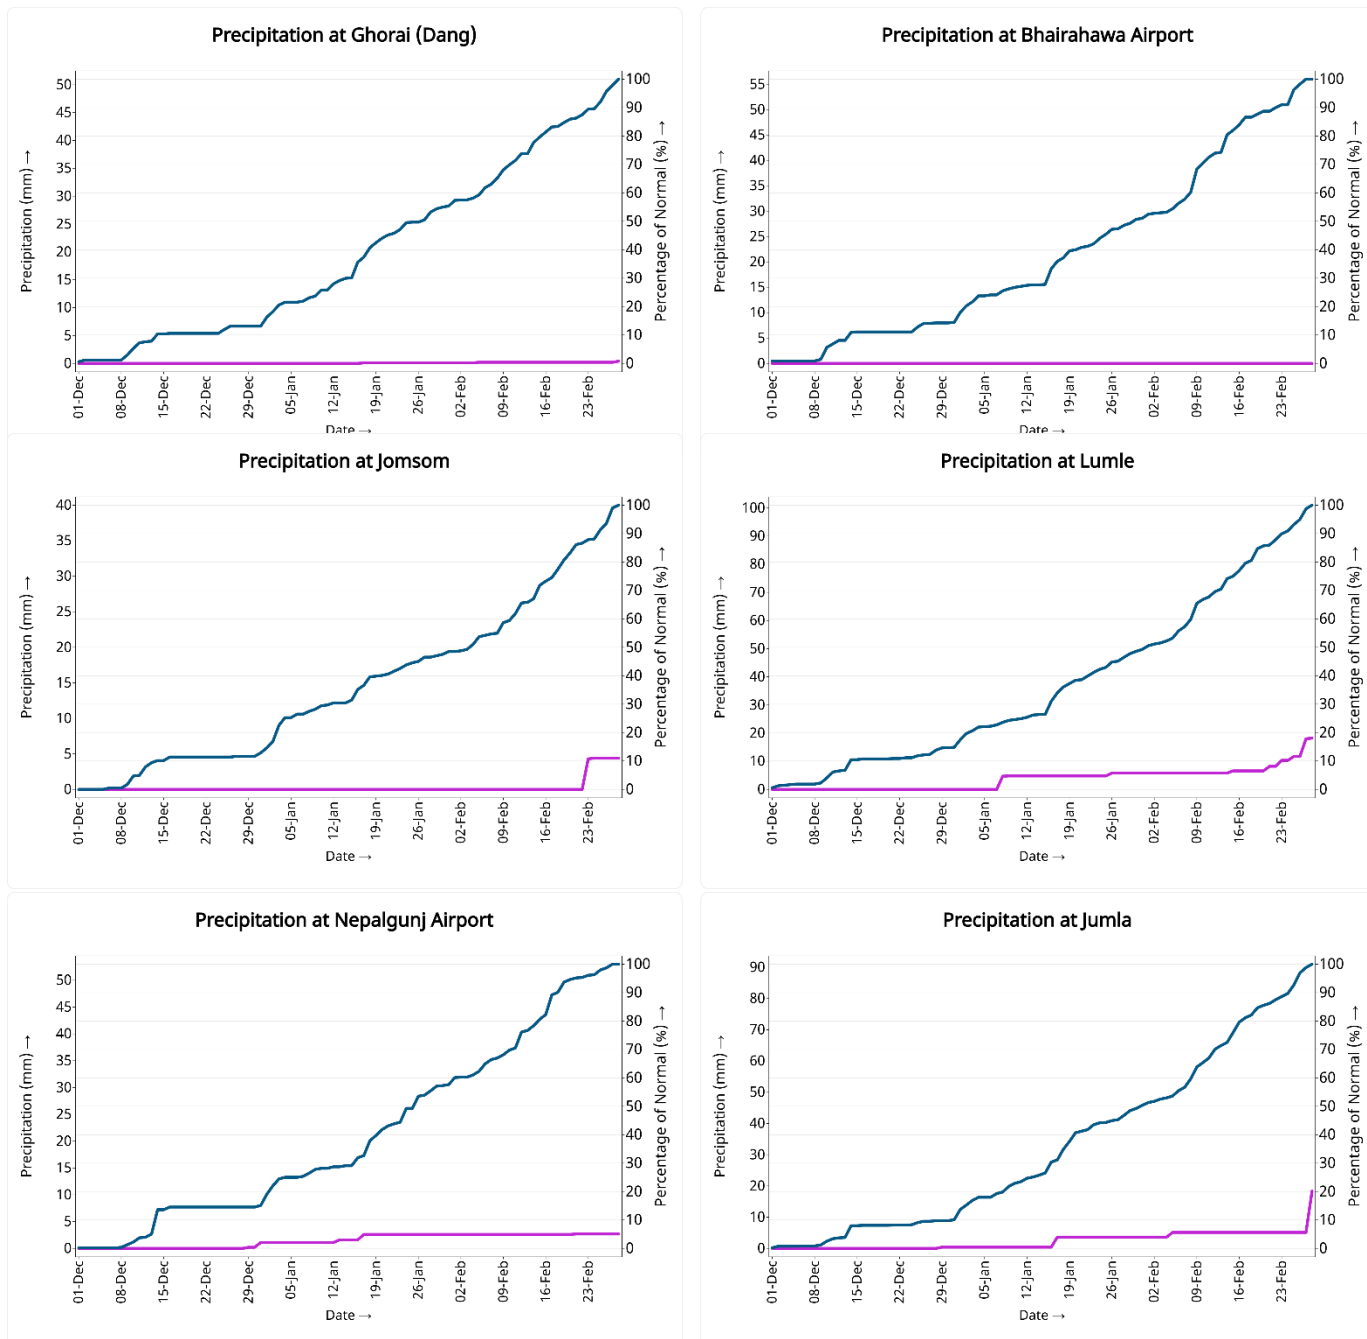 Precipitation at Ghorai (Dang)
Precipitation (mm) →
50
45
40
35
30
25
20
15
10
5
0
100
90
80
70
60
50
40
30
20
10
0
Percentage of Normal (%) →
01-Dec
08-Dec
15-Dec
22-Dec
29-Dec
05-Jan
12-Jan
19-Jan
26-Jan
02-Feb
09-Feb
16-Feb
23-Feb
Date →
Precipitation at Bhairahawa Airport
Precipitation (mm) →
55
50
45
40
35
30
25
20
15
10
5
0
100
90
80
70
60
50
40
30
20
10
0
Percentage of Normal (%) →
01-Dec
08-Dec
15-Dec
22-Dec
29-Dec
05-Jan
12-Jan
19-Jan
26-Jan
02-Feb
09-Feb
16-Feb
23-Feb
Date →
Precipitation at Jomsom
Precipitation (mm) →
40
35
30
25
20
15
10
5
0
100
90
80
70
60
50
40
30
20
10
0
Percentage of Normal (%) →
01-Dec
08-Dec
15-Dec
22-Dec
29-Dec
05-Jan
12-Jan
19-Jan
26-Jan
02-Feb
09-Feb
16-Feb
23-Feb
Date →
Precipitation at Lumle
Precipitation (mm) →
100
90
80
70
60
50
40
30
20
10
0
100
90
80
70
60
50
40
30
20
10
0
Percentage of Normal (%) →
01-Dec
08-Dec
15-Dec
22-Dec
29-Dec
05-Jan
12-Jan
19-Jan
26-Jan
02-Feb
09-Feb
16-Feb
23-Feb
Date →
Precipitation at Nepalgunj Airport
Precipitation (mm) →
50
45
40
35
30
25
20
15
10
5
0
100
90
80
70
60
50
40
30
20
10
0
Percentage of Normal (%) →
01-Dec
08-Dec
15-Dec
22-Dec
29-Dec
05-Jan
12-Jan
19-Jan
26-Jan
02-Feb
09-Feb
16-Feb
23-Feb
Date →
Precipitation at Jumla
Precipitation (mm) →
90
80
70
60
50
40
30
20
10
0
100
90
80
70
60
50
40
30
20
10
0
Percentage of Normal (%) →
01-Dec
08-Dec
15-Dec
22-Dec
29-Dec
05-Jan
12-Jan
19-Jan
26-Jan
02-Feb
09-Feb
16-Feb
23-Feb
Date →